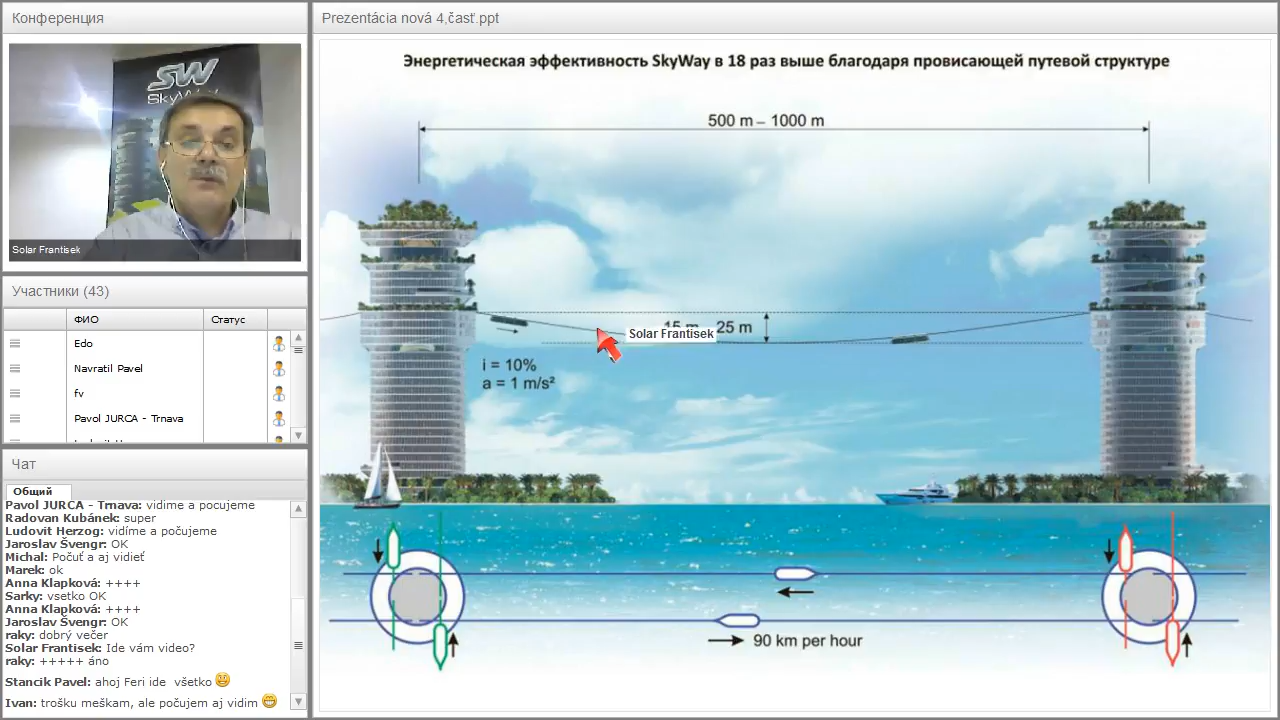 Конференция
SW
SkyWay
Solar Frantisek
Участники (43)
ФИО
Статус
Edo
Navratil Pavel
fv
Pavol JURCA - Trnava
Чат
Общий
Pavol JURCA - Trnava: vidime a pocujeme
Radovan Kubánek: super
Ludovit Herzog: vidíme a počujeme
Jaroslav Švengr: OK
Michal: Počuť a aj vidieť
Marek: ok
Anna Klapková: ++++
Sarky: vsetko OK
Anna Klapková: ++++
Jaroslav Švengr: OK
raky: dobrý večer
Solar Frantisek: Ide vám video?
raky: +++++ áno
Stancik Pavel: ahoj Feri ide všetko
Ivan: trošku meškam, ale počujem aj vidim
Prezentácia nová 4,časť.ppt
Энергетическая эффективность SkyWay в 18 раз выше благодаря провисающей путевой структуре
500 m – 1000 m
25 m
Solar Frantisek
i = 10%
a = 1 m/s²
90 km per hour